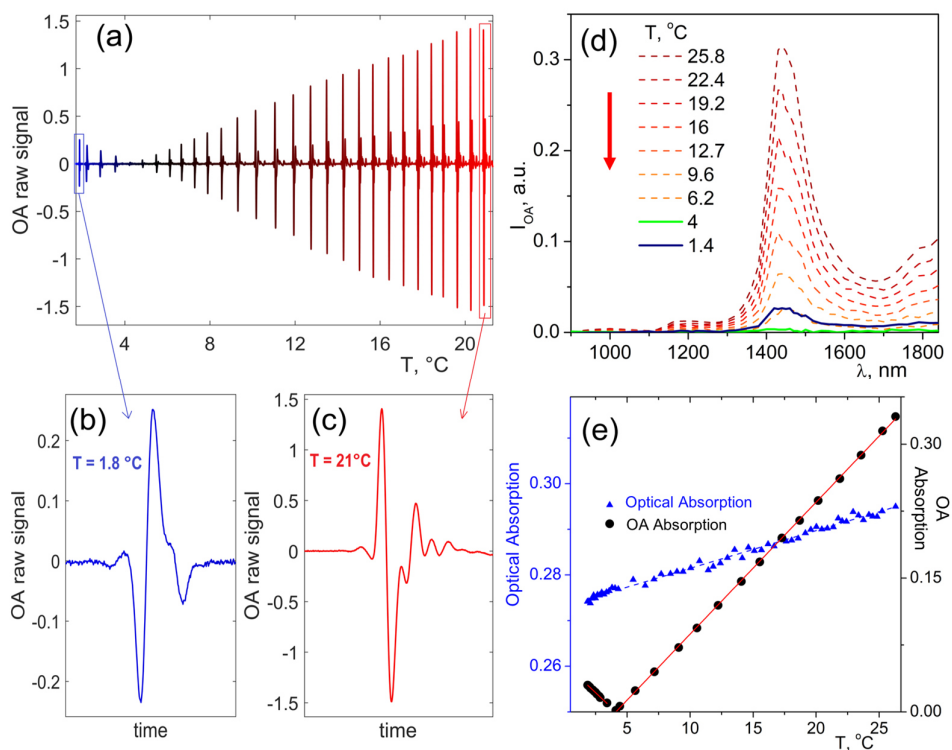 (a)
OA raw signal
1.5
1
0.5
0
-0.5
-1
-1.5
4 8 12 16 20
T, °C
(b)
T = 1.8 °C
OA raw signal
0.2
0
-0.2
time
(c)
T = 21°C
OA raw signal
1.5
1
0.5
0
-0.5
-1
-1.5
time
(d)
T, °C
25.8
22.4
19.2
16
12.7
9.6
6.2
4
1.4
I_OA, a.u.
0.3
0.2
0.1
0.0
1000 1200 1400 1600 1800
λ, nm
(e)
Optical Absorption
OA Absorption
Optical Absorption
0.30
0.28
0.26
OA
Absorption
0.30
0.15
0.00
5 10 15 20 25
T, °C